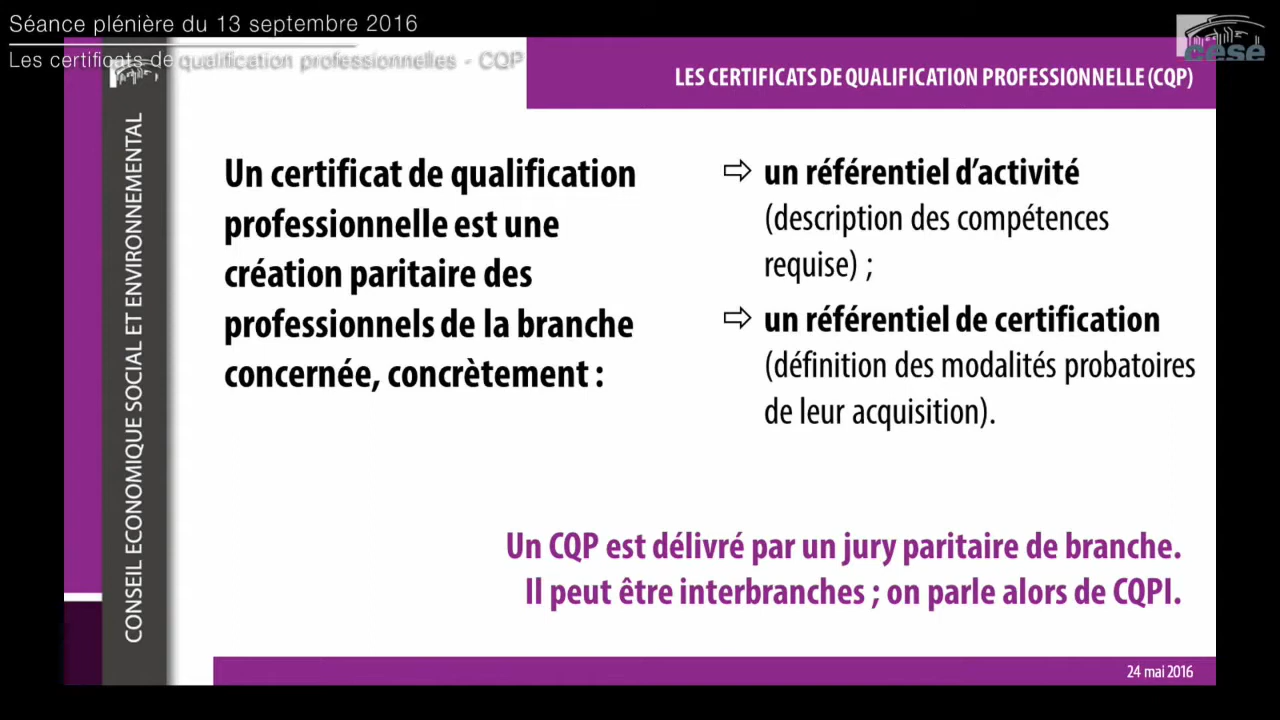 Séance plénière du 13 septembre 2016
Les certificats de qualification professionnelles - CQP
cese
LES CERTIFICATS DE QUALIFICATION PROFESSIONNELLE (CQP)
CONSEIL ECONOMIQUE SOCIAL ET ENVIRONNEMENTAL
Un certificat de qualification
professionnelle est une
création paritaire des
professionnels de la branche
concernée, concrètement :
⇨ un référentiel d’activité
(description des compétences
requise) ;
⇨ un référentiel de certification
(définition des modalités probatoires
de leur acquisition).
Un CQP est délivré par un jury paritaire de branche.
Il peut être interbranches ; on parle alors de CQPI.
24 mai 2016